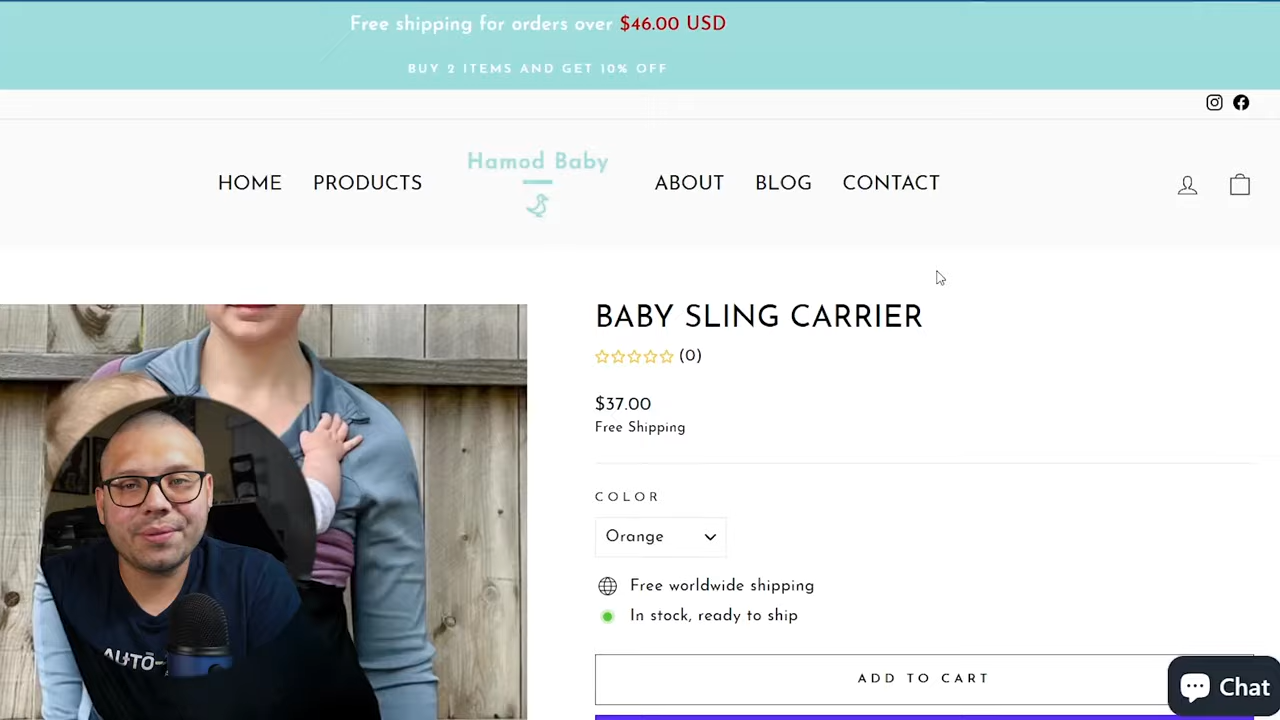 Free shipping for orders over $46.00 USD
BUY 2 ITEMS AND GET 10% OFF
HOME PRODUCTS Hamod Baby ABOUT BLOG CONTACT
BABY SLING CARRIER
(0)
$37.00
Free Shipping
COLOR
Orange
Free worldwide shipping
In stock, ready to ship
AUTŌ-
ADD TO CART
Chat